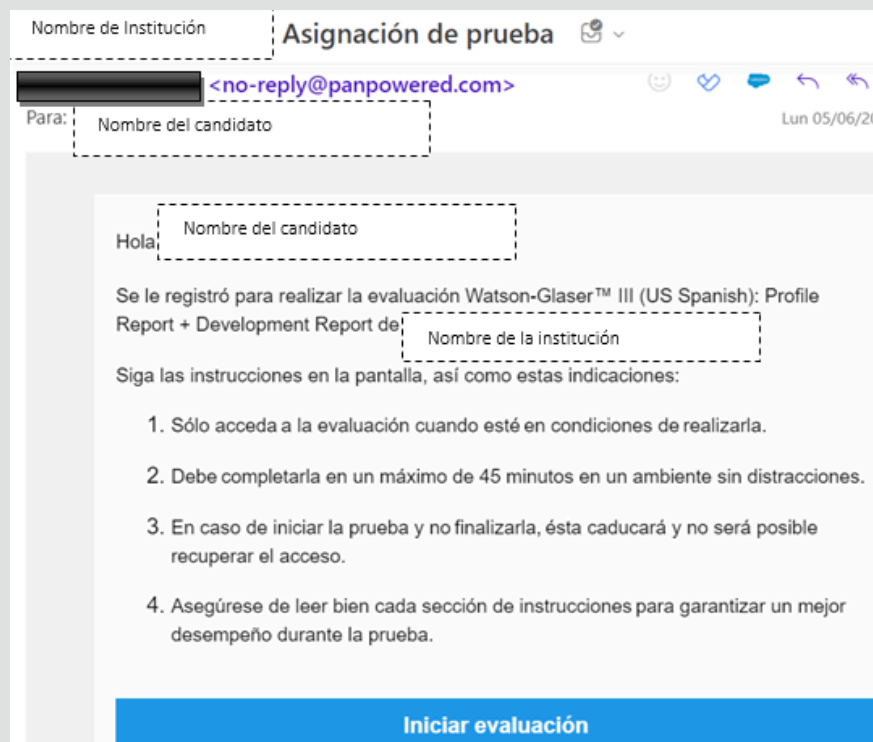 Nombre de Institución
Asignación de prueba
<no-reply@panpowered.com>
Para:
Nombre del candidato
Lun 05/06/20
Hola
Nombre del candidato
Se le registró para realizar la evaluación Watson-Glaser™ III (US Spanish): Profile
Report + Development Report de
Nombre de la institución
Siga las instrucciones en la pantalla, así como estas indicaciones:
1. Sólo acceda a la evaluación cuando esté en condiciones de realizarla.
2. Debe completarla en un máximo de 45 minutos en un ambiente sin distracciones.
3. En caso de iniciar la prueba y no finalizarla, ésta caducará y no será posible
recuperar el acceso.
4. Asegúrese de leer bien cada sección de instrucciones para garantizar un mejor
desempeño durante la prueba.
Iniciar evaluación